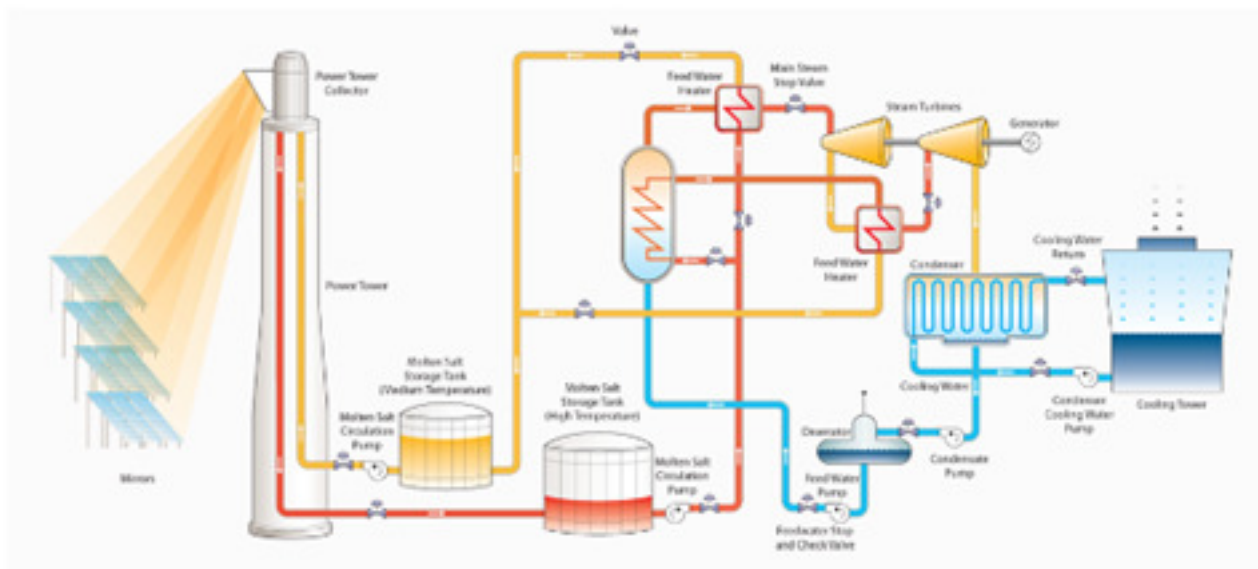 Valve
Power Tower
Collector
Feed Water
Heater
Main Steam
Stop Valve
Steam Turbines
Generator
Power Tower
Feed Water
Heater
Condenser
Cooling Water
Return
Molten Salt
Storage Tank
(Medium Temperature)
Molten Salt
Storage Tank
(High Temperature)
Molten Salt
Circulation
Pump
Molten Salt
Circulation
Pump
Mirrors
Cooling Water
Condenser
Cooling Water
Pump
Cooling Tower
Deaerator
Condensate
Pump
Feed Water
Pump
Feedwater Stop
and Check Valve